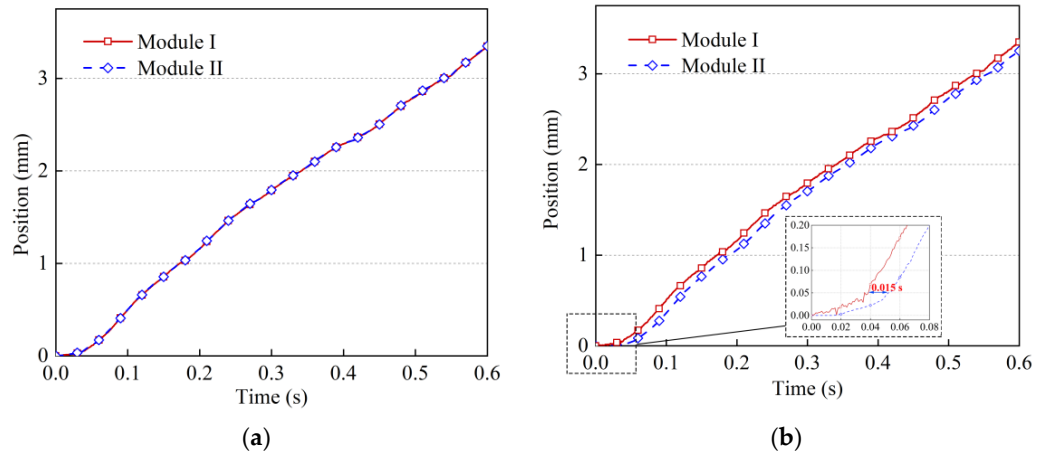 Module I
Module II
Position (mm)
3
2
1
0
0.0 0.1 0.2 0.3 0.4 0.5 0.6
Time (s)
(a)
Module I
Module II
Position (mm)
3
2
1
0
0.20
0.15
0.10
0.05
0.00
0.015 s
0.00 0.02 0.04 0.06 0.08
0.0 0.1 0.2 0.3 0.4 0.5 0.6
Time (s)
(b)